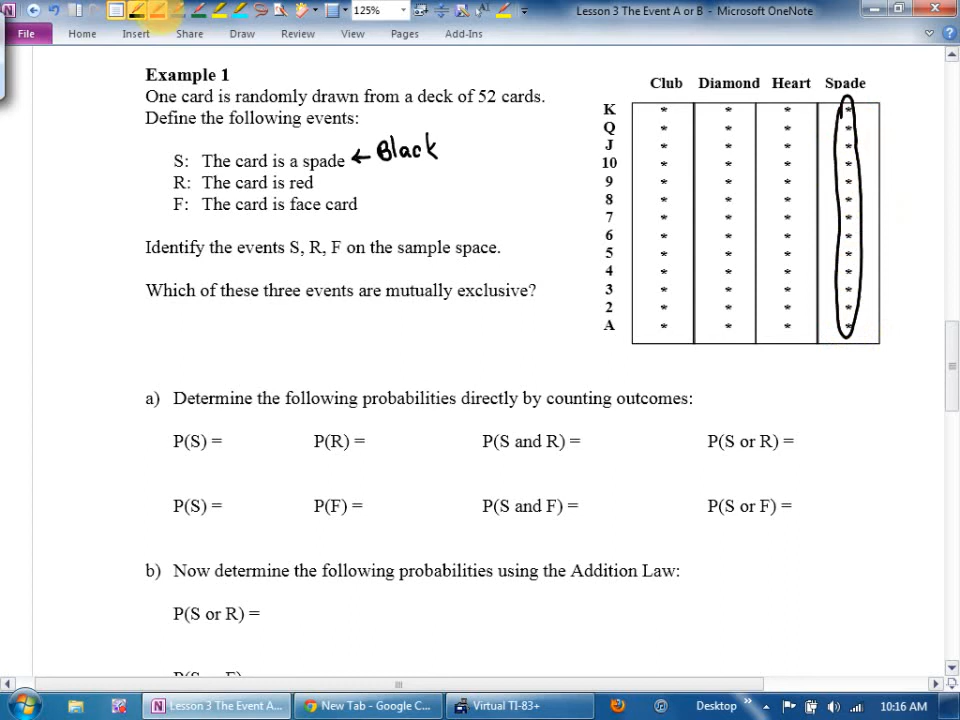 125%
Lesson 3 The Event A or B - Microsoft OneNote
File Home Insert Share Draw Review View Pages Add-Ins
Example 1
One card is randomly drawn from a deck of 52 cards.
Define the following events:
S: The card is a spade ← Black
R: The card is red
F: The card is face card
Identify the events S, R, F on the sample space.
Which of these three events are mutually exclusive?
Club Diamond Heart Spade
K * * * *
Q * * * *
J * * * *
10 * * * *
9 * * * *
8 * * * *
7 * * * *
6 * * * *
5 * * * *
4 * * * *
3 * * * *
2 * * * *
A * * * *
a) Determine the following probabilities directly by counting outcomes:
P(S) = P(R) = P(S and R) = P(S or R) =
P(S) = P(F) = P(S and F) = P(S or F) =
b) Now determine the following probabilities using the Addition Law:
P(S or R) =
Lesson 3 The Event A... New Tab - Google C... Virtual TI-83+ Desktop » 10:16 AM